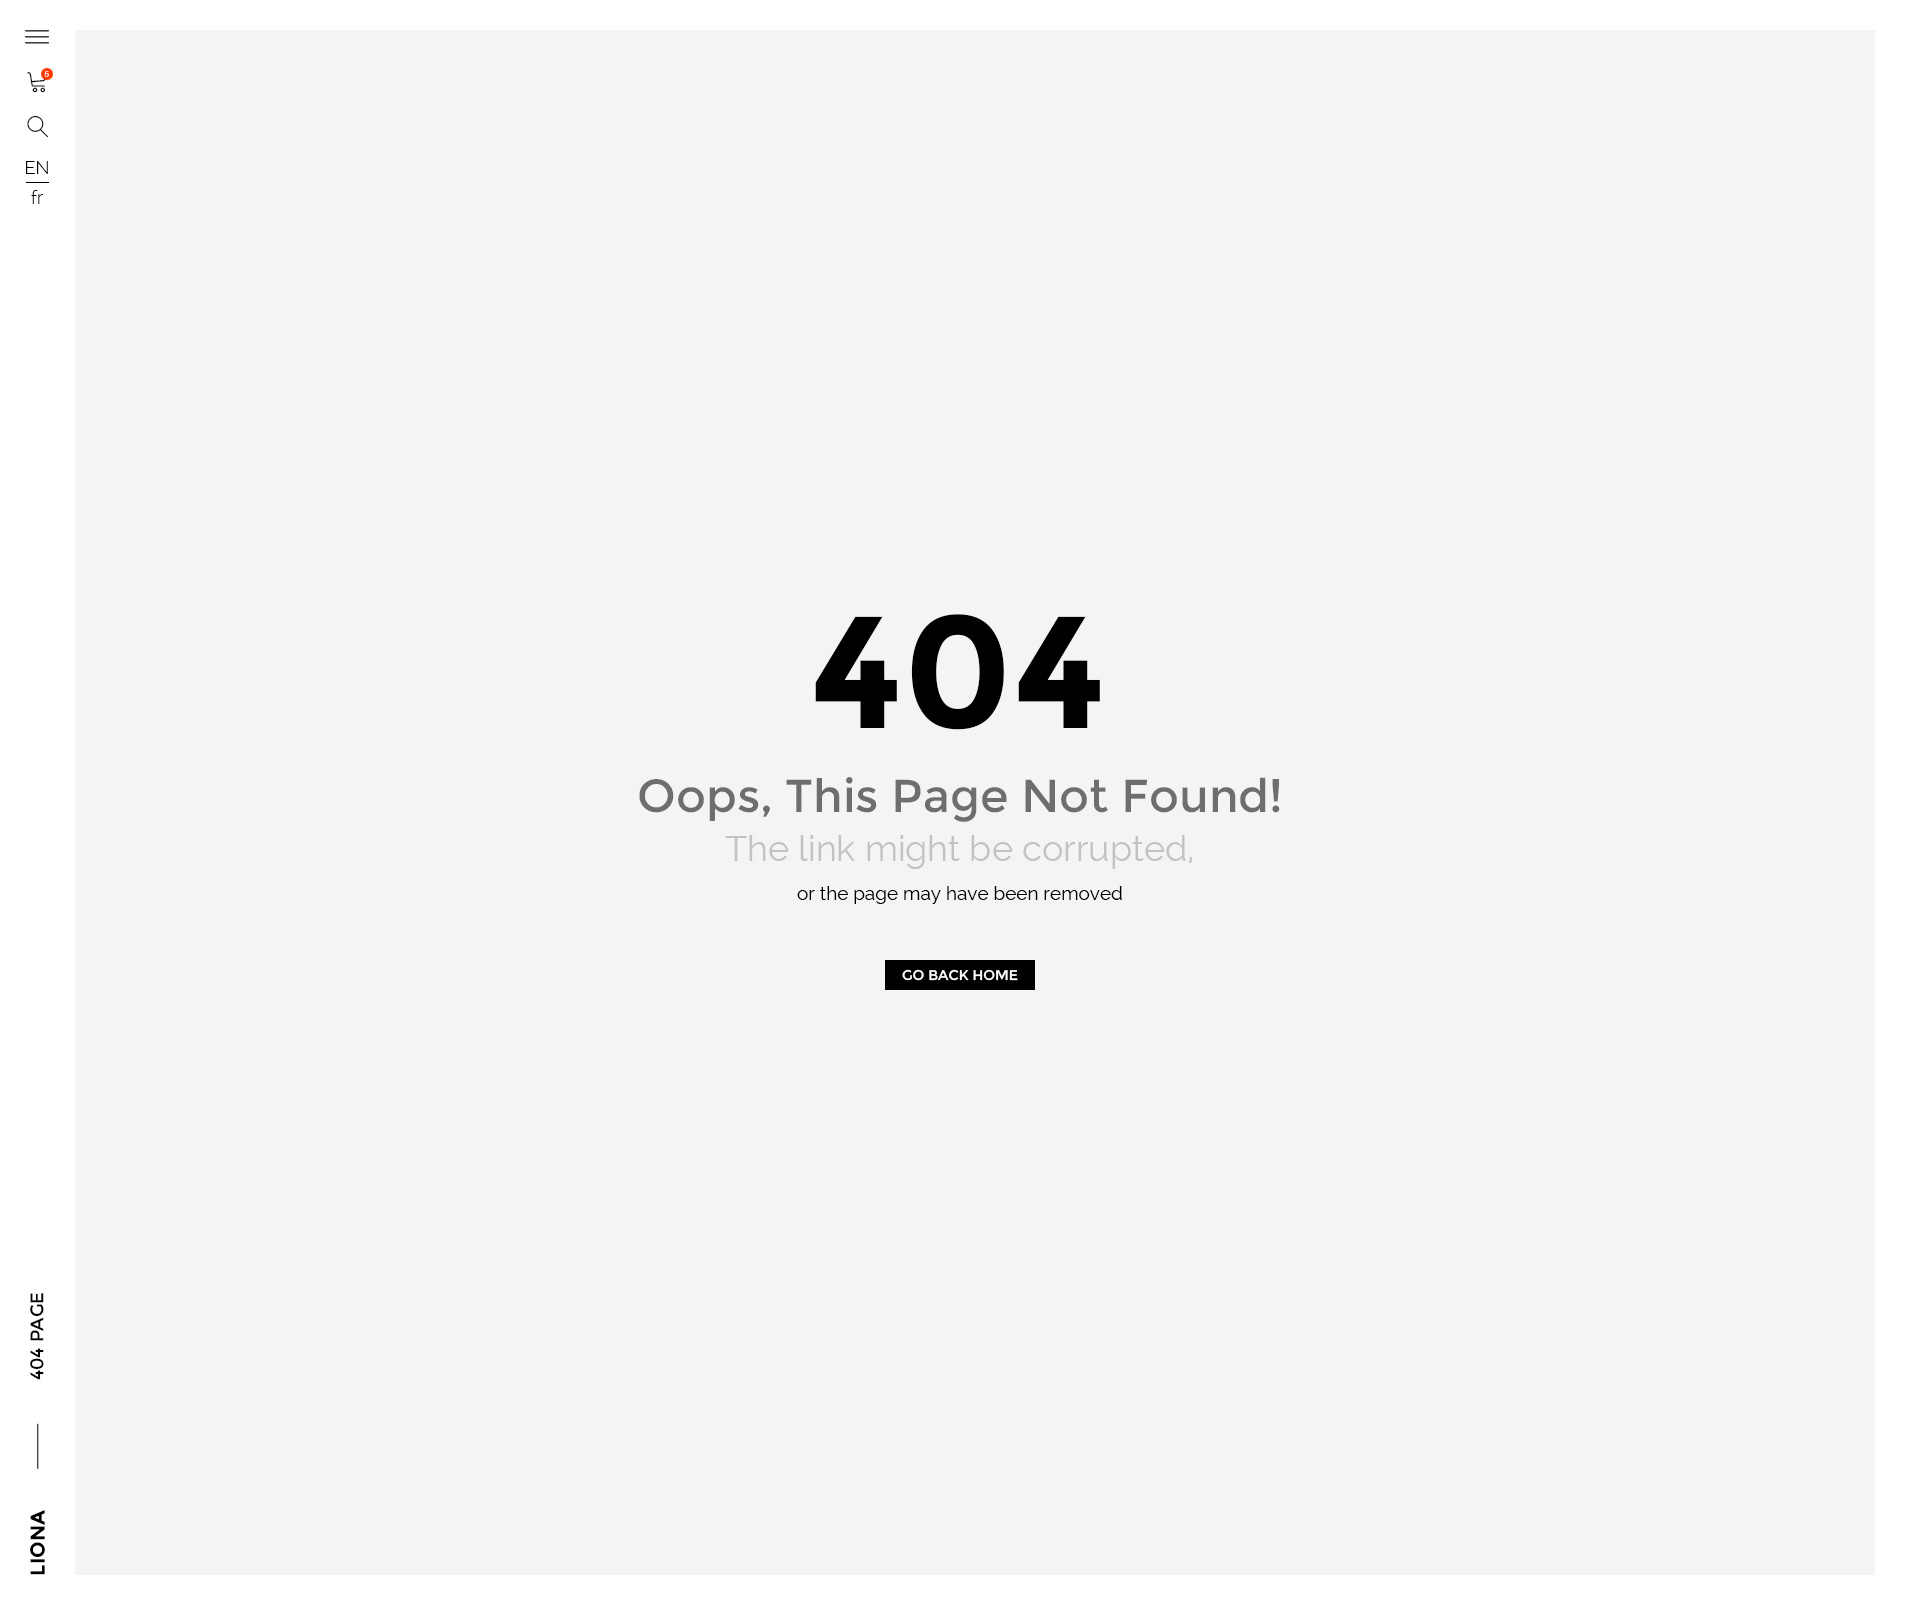 5
EN
fr
404
Oops, This Page Not Found!
The link might be corrupted,
or the page may have been removed
GO BACK HOME
404 PAGE
LIONA